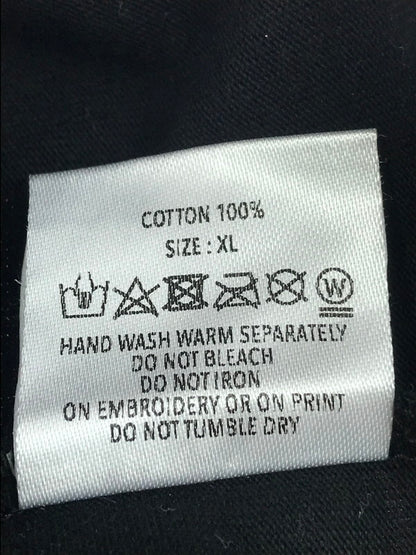 COTTON 100%
SIZE : XL
W
HAND WASH WARM SEPARATELY
DO NOT BLEACH
DO NOT IRON
ON EMBROIDERY OR ON PRINT
DO NOT TUMBLE DRY